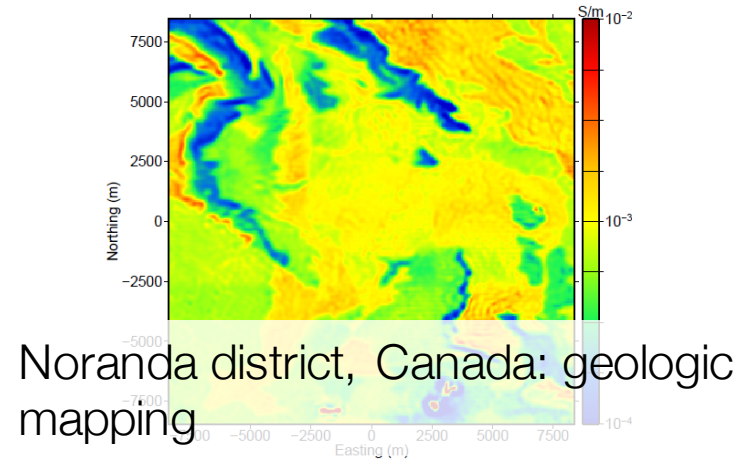 S/m
10−2
7500
5000
2500
0
−2500
−5000
−7500
10−3
10−4
Northing (m)
Noranda district, Canada: geologic
mapping
−5000 −2500 0 2500 5000 7500
Easting (m)